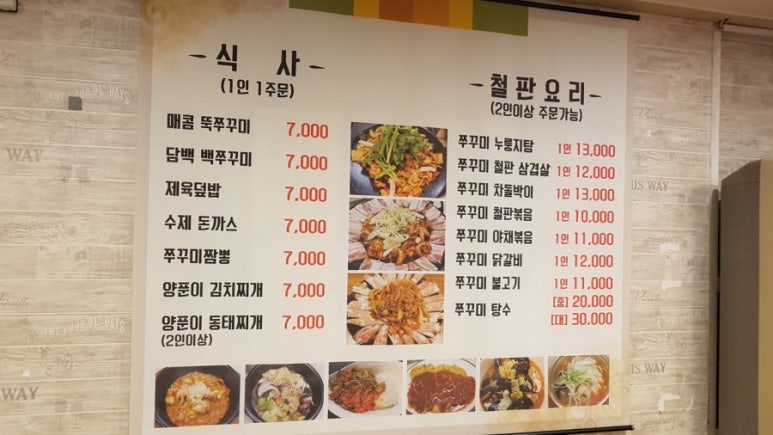 식 사
(1인 1주문)
매콤 뚝쭈꾸미 7,000
담백 백쭈꾸미 7,000
제육덮밥 7,000
수제 돈까스 7,000
쭈꾸미짬뽕 7,000
양푼이 김치찌개 7,000
양푼이 동태찌개 7,000
(2인이상)
철판요리
(2인이상 주문가능)
쭈꾸미 누룽지탕 1인 13,000
쭈꾸미 철판 삼겹살 1인 12,000
쭈꾸미 차돌박이 1인 13,000
쭈꾸미 철판볶음 1인 10,000
쭈꾸미 야채볶음 1인 11,000
쭈꾸미 닭갈비 1인 12,000
쭈꾸미 불고기 1인 11,000
쭈꾸미 탕수 [중] 20,000
[대] 30,000
WAY
WAY
HIS WAY
HIS WAY